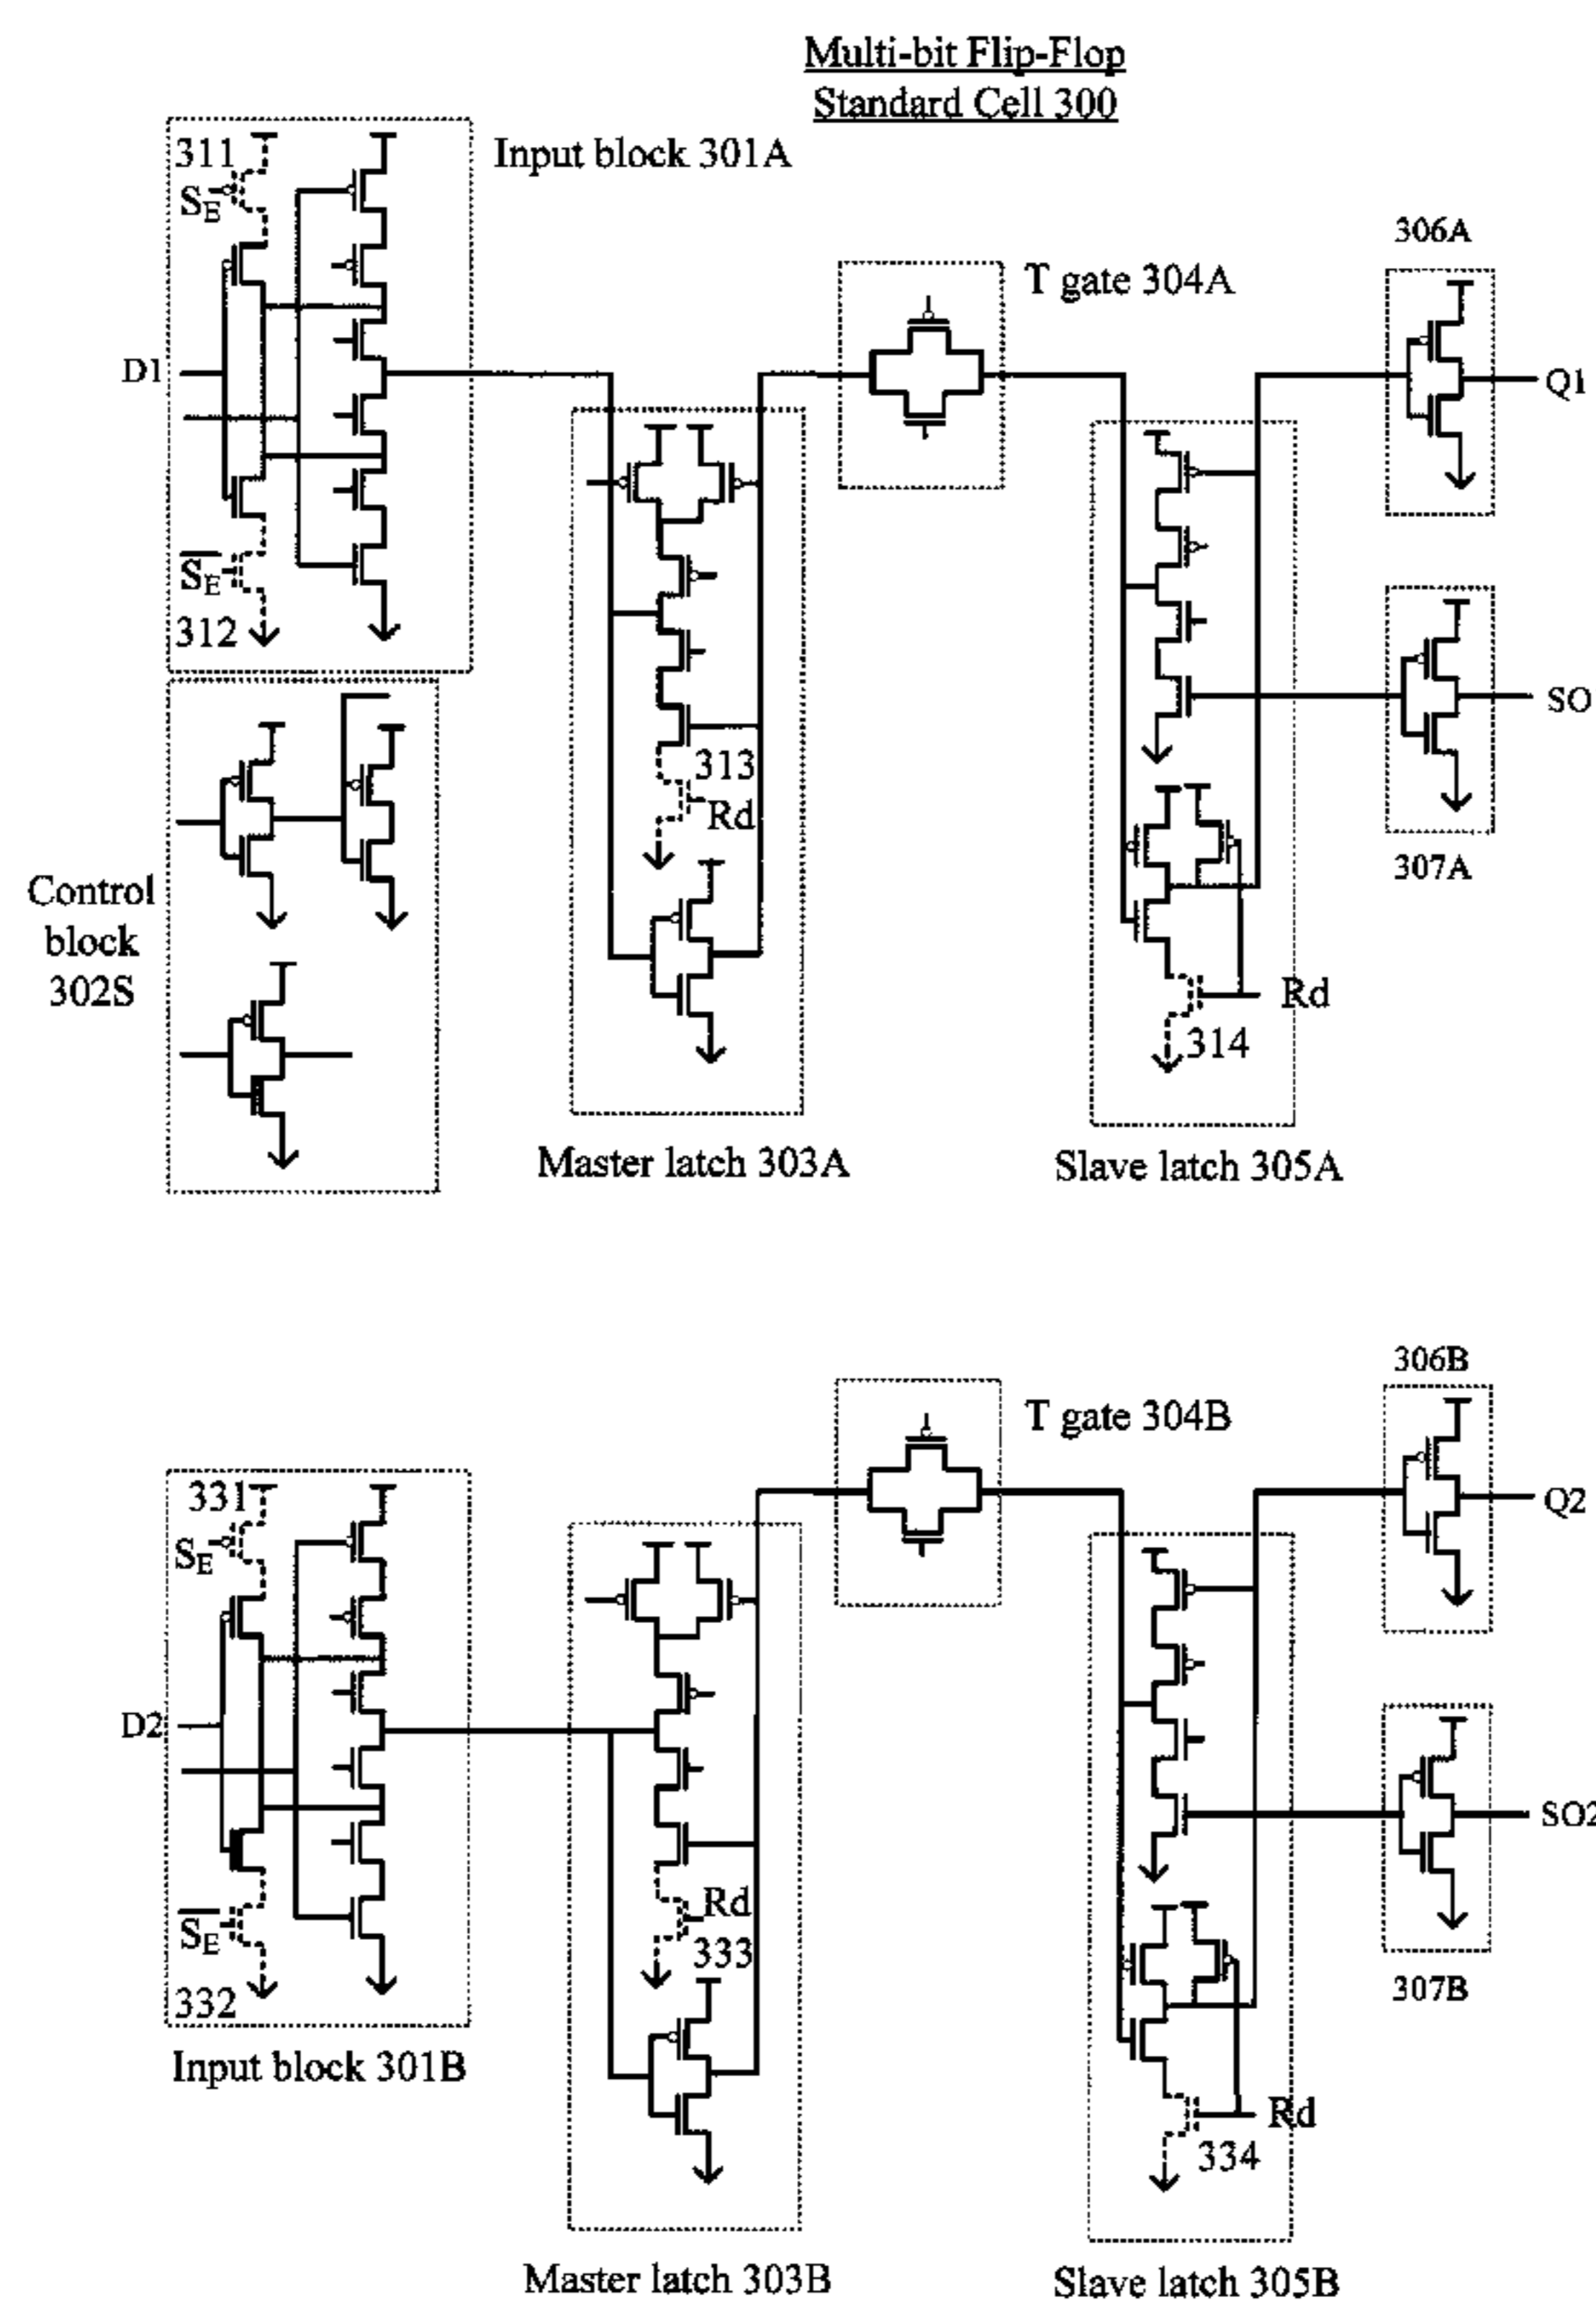 Multi-bit Flip-Flop
Standard Cell 300
311
Input block 301A
SE
306A
T gate 304A
D1
Q1
SE
312
SO
313
Rd
307A
Control
block
302S
Rd
314
Master latch 303A
Slave latch 305A
306B
T gate 304B
331
SE
Q2
D2
SO2
Rd
SE
333
332
307B
Input block 301B
Rd
334
Master latch 303B
Slave latch 305B